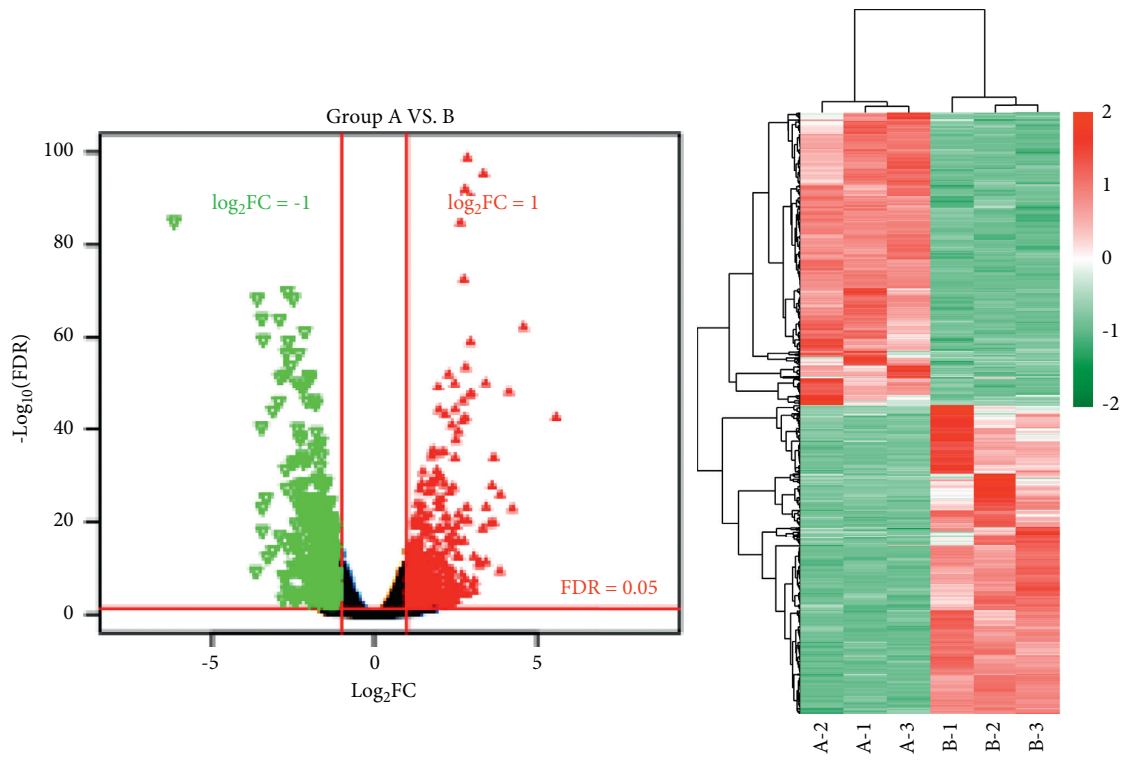 Group A VS. B
100
80
60
40
20
0
-Log10(FDR)
log2FC = -1
log2FC = 1
FDR = 0.05
-5
0
5
Log2FC
2
1
0
-1
-2
A-2
A-1
A-3
B-1
B-2
B-3